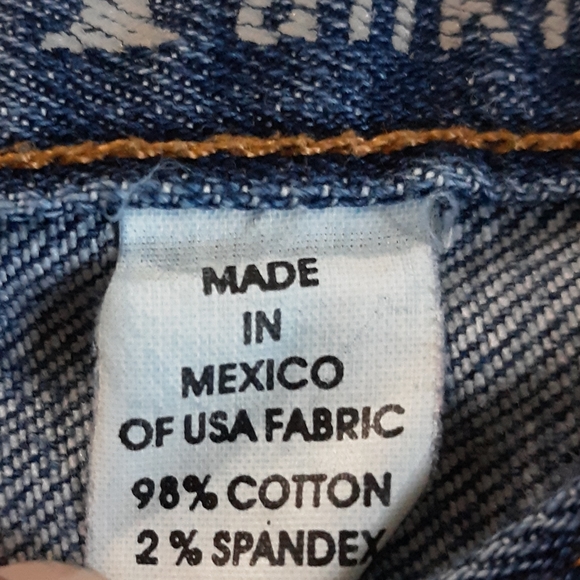 MADE
IN
MEXICO
OF USA FABRIC
98% COTTON
2% SPANDEX